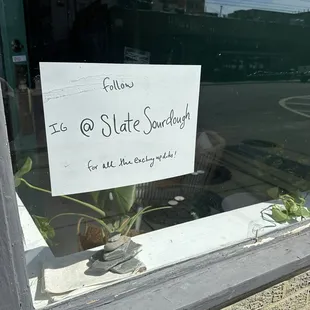 follow
IG @ Slate Sourdough
for all the exciting updates!